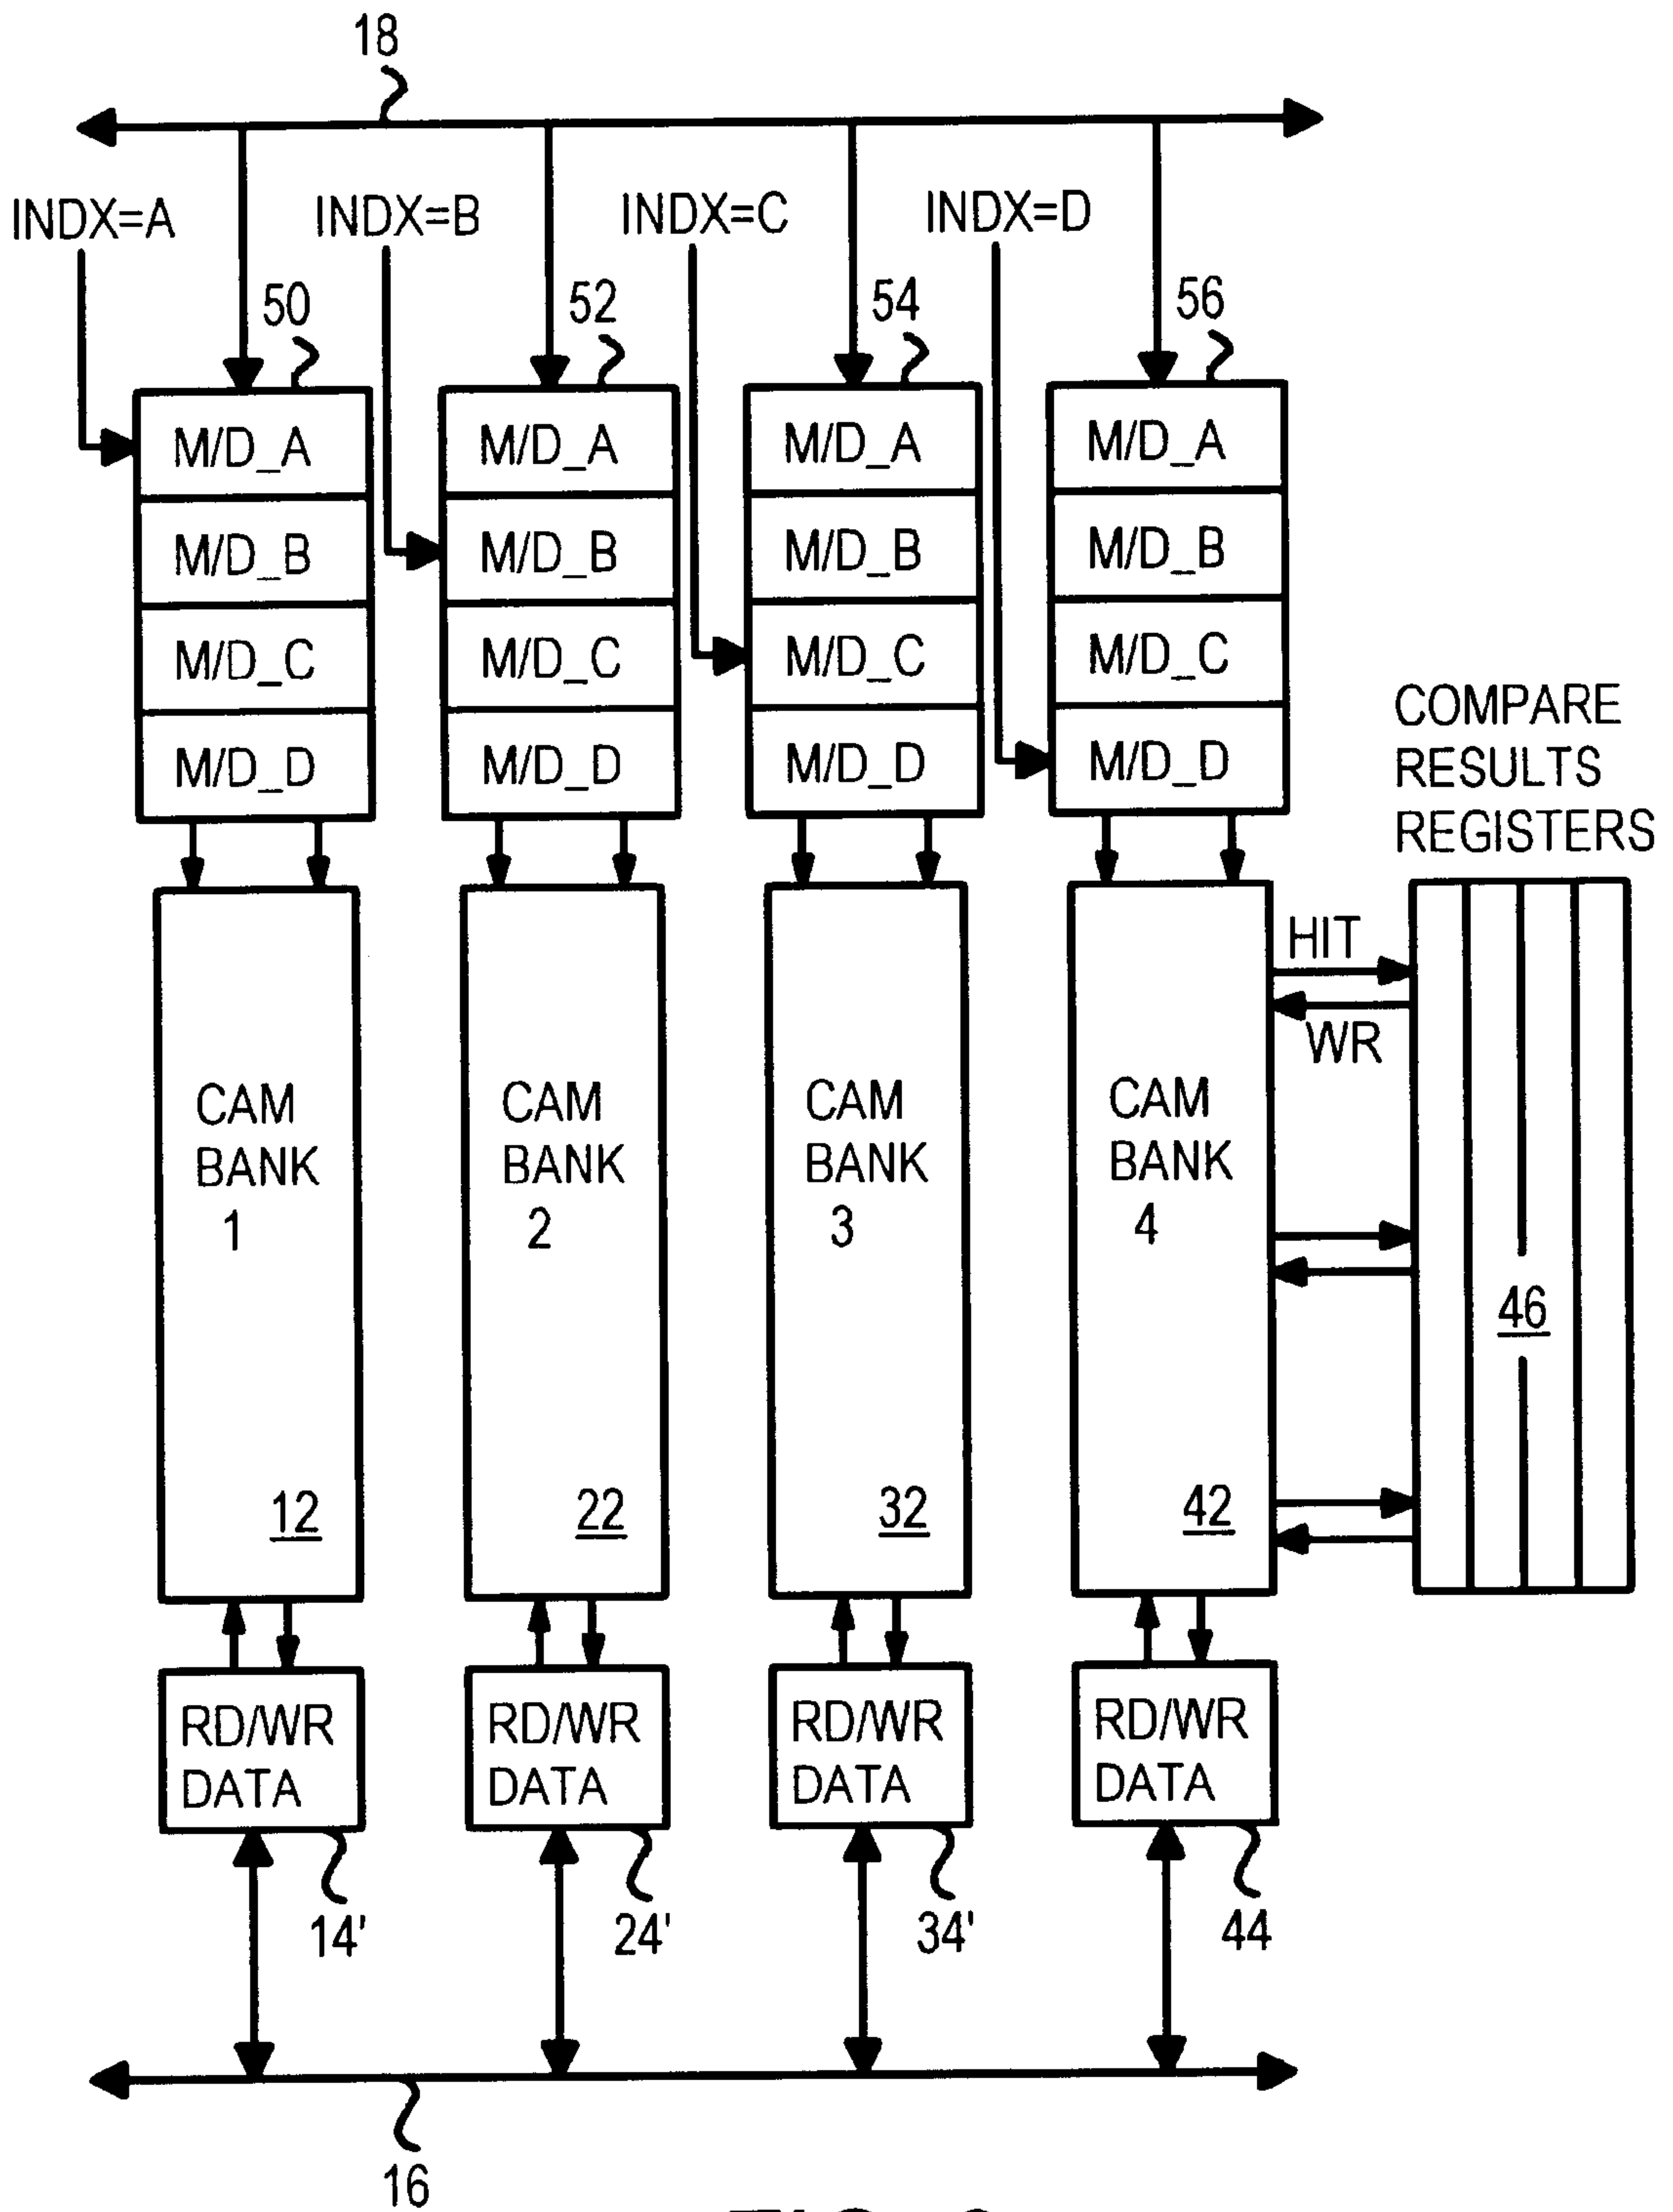 18
INDX=A INDX=B INDX=C INDX=D
50 52 54 56
M/D_A M/D_A M/D_A M/D_A
M/D_B M/D_B M/D_B M/D_B
M/D_C M/D_C M/D_C M/D_C
M/D_D M/D_D M/D_D M/D_D
COMPARE
RESULTS
REGISTERS
HIT
WR
CAM CAM CAM CAM
BANK BANK BANK BANK
1 2 3 4
46
12 22 32 42
RD/WR RD/WR RD/WR RD/WR
DATA DATA DATA DATA
14' 24' 34' 44
16